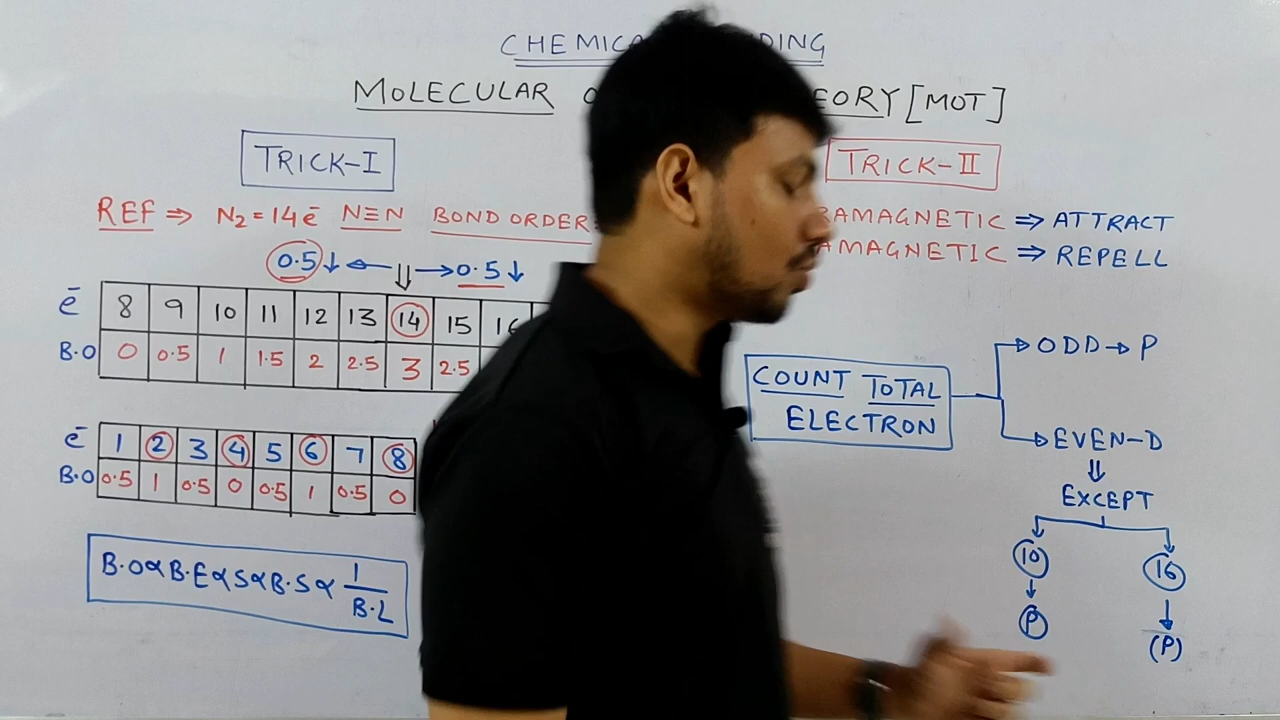 CHEMICA DING
MOLECULAR O EORY [MOT]
TRICK-I
REF ⇒ N2 = 14ē N≡N BOND ORDER
0.5↓ ← ⇓ → 0.5↓
ē 8 9 10 11 12 13 14 15 16
B.O 0 0.5 1 1.5 2 2.5 3 2.5
ē 1 2 3 4 5 6 7 8
B.O 0.5 1 0.5 0 0.5 1 0.5 0
B.O ∝ B.E ∝ S ∝ B.S ∝ 1/B.L
TRICK-II
RAMAGNETIC ⇒ ATTRACT
AMAGNETIC ⇒ REPELL
COUNT TOTAL
ELECTRON
ODD → P
EVEN-D
⇓
EXCEPT
10 16
↓ ↓
P (P)